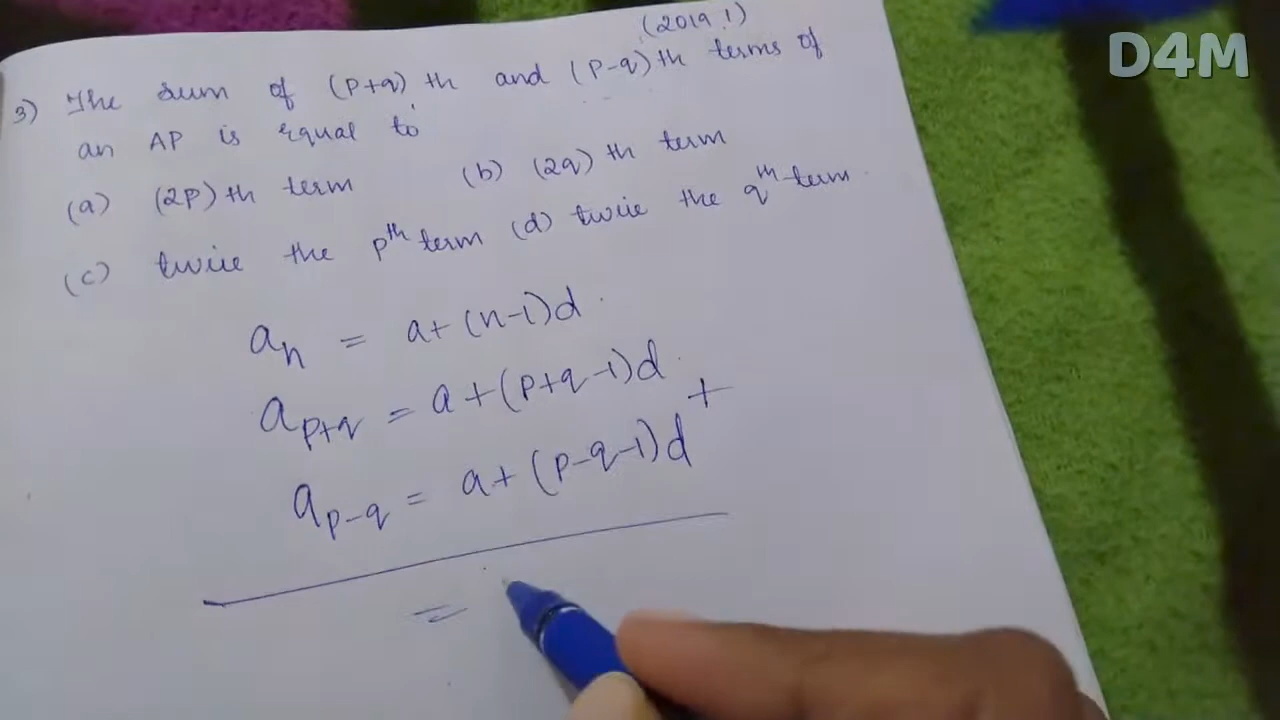 (2019.1)
D4M
3) The sum of (p+q) th and (p-q)th terms of
an AP is equal to
(a) (2p)th term (b) (2q)th term
(c) twice the pth term (d) twice the qth term
an = a+(n-1)d
ap+q = a+(p+q-1)d
+
ap-q = a+(p-q-1)d
=